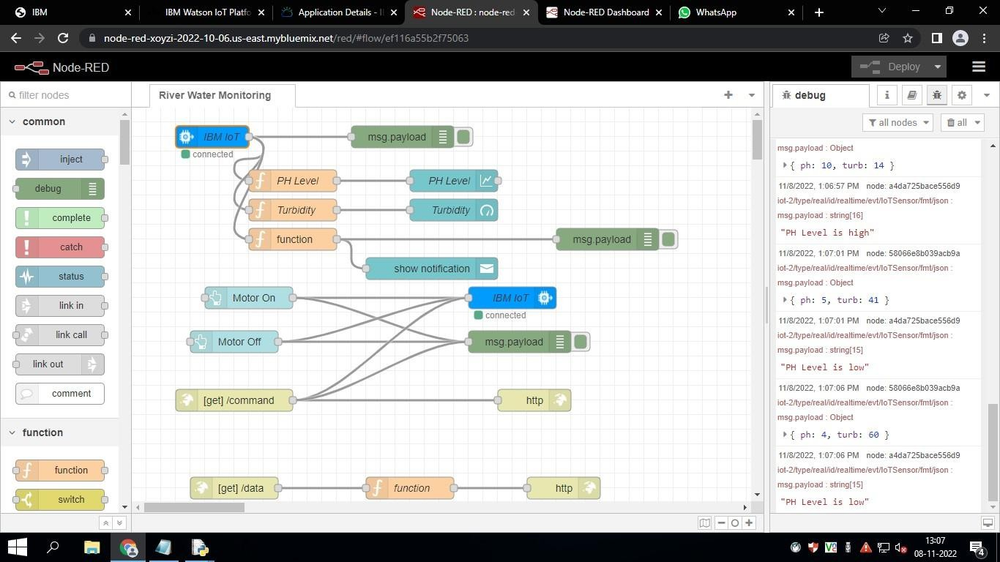 IBM
IBM Watson IoT Platfo
Application Details - I
Node-RED : node-red-
Node-RED Dashboard
WhatsApp
node-red-xoyzi-2022-10-06.us-east.mybluemix.net/red/#flow/ef116a55b2f75063
Node-RED
Deploy
filter nodes
River Water Monitoring
debug
all nodes
all
common
inject
debug
complete
catch
status
link in
link call
link out
comment
function
function
switch
IBM IoT
msg.payload
connected
PH Level
PH Level
Turbidity
Turbidity
function
msg.payload
show notification
Motor On
IBM IoT
connected
Motor Off
msg.payload
[get] /command
http
[get] /data
function
http
msg.payload : Object
{ ph: 10, turb: 14 }
11/8/2022, 1:06:57 PM node: a4da725bace556d9
iot-2/type/real/id/realtime/evt/IoTSensor/fmt/json :
msg.payload : string[16]
"PH Level is high"
11/8/2022, 1:07:01 PM node: 58066e8b039acb9a
iot-2/type/real/id/realtime/evt/IoTSensor/fmt/json :
msg.payload : Object
{ ph: 5, turb: 41 }
11/8/2022, 1:07:01 PM node: a4da725bace556d9
iot-2/type/real/id/realtime/evt/IoTSensor/fmt/json :
msg.payload : string[15]
"PH Level is low"
11/8/2022, 1:07:06 PM node: 58066e8b039acb9a
iot-2/type/real/id/realtime/evt/IoTSensor/fmt/json :
msg.payload : Object
{ ph: 4, turb: 60 }
11/8/2022, 1:07:06 PM node: a4da725bace556d9
iot-2/type/real/id/realtime/evt/IoTSensor/fmt/json :
msg.payload : string[15]
"PH Level is low"
13:07
08-11-2022
4